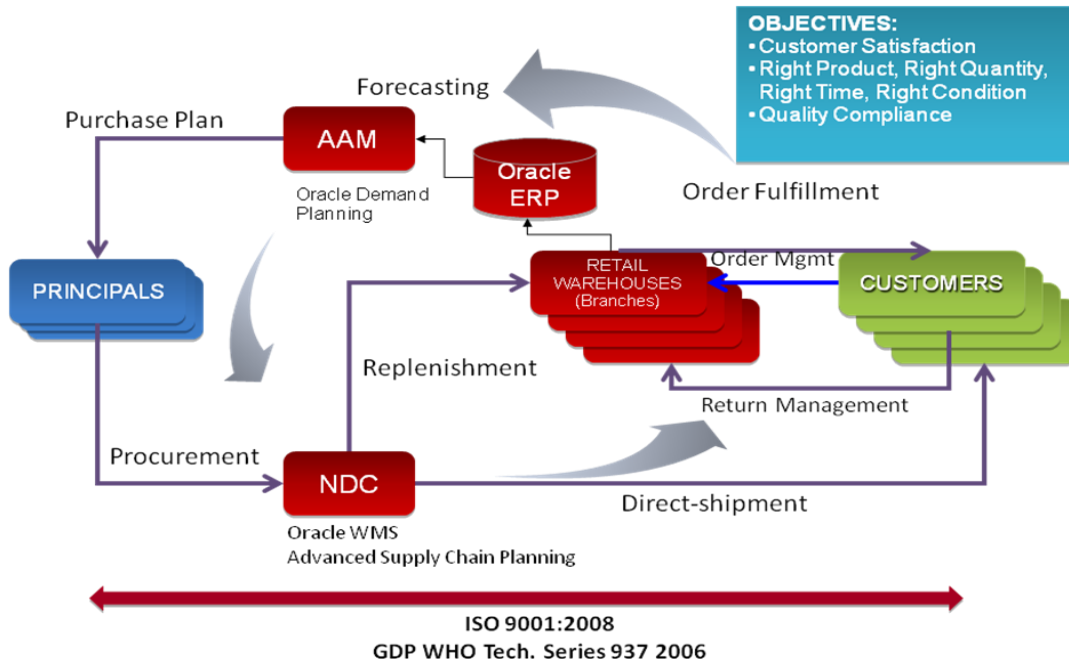 OBJECTIVES:
• Customer Satisfaction
• Right Product, Right Quantity,
Right Time, Right Condition
• Quality Compliance
Forecasting
Purchase Plan
AAM
Oracle
ERP
Oracle Demand
Planning
Order Fulfillment
PRINCIPALS
RETAIL
WAREHOUSES
(Branches)
Order Mgmt
CUSTOMERS
Replenishment
Return Management
Procurement
NDC
Direct-shipment
Oracle WMS
Advanced Supply Chain Planning
ISO 9001:2008
GDP WHO Tech. Series 937 2006